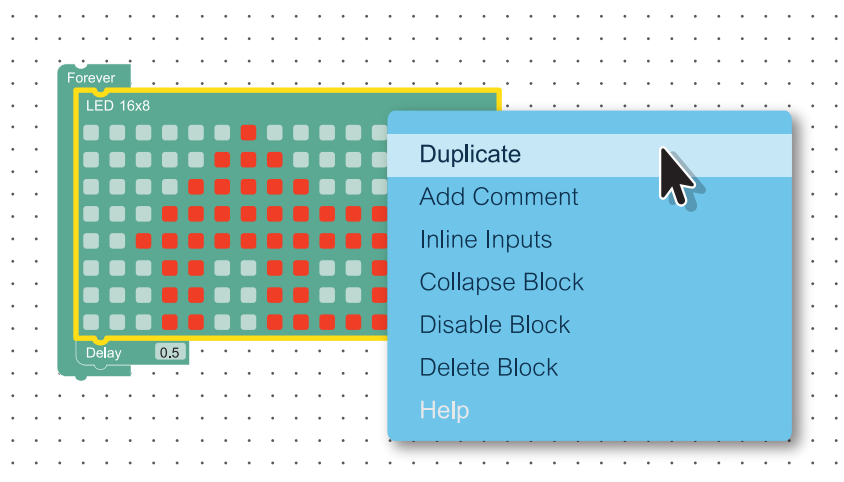 Forever
LED 16x8
Duplicate
Add Comment
Inline Inputs
Collapse Block
Disable Block
Delete Block
Help
Delay 0.5